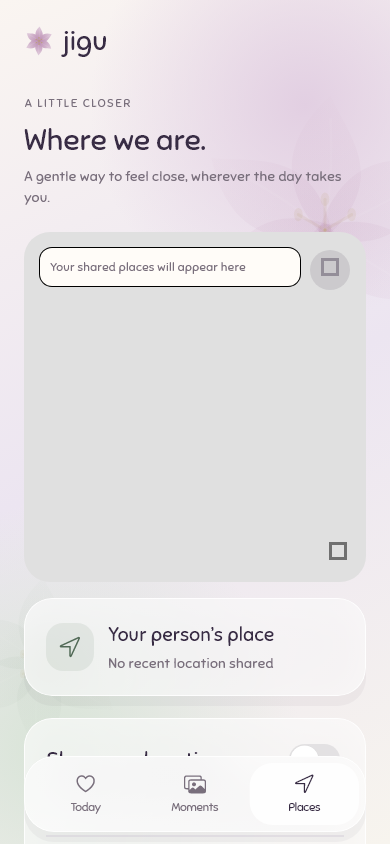 jigu
A LITTLE CLOSER
Where we are.
A gentle way to feel close, wherever the day takes
you.
Your shared places will appear here
Your person's place
No recent location shared
Today
Moments
Places